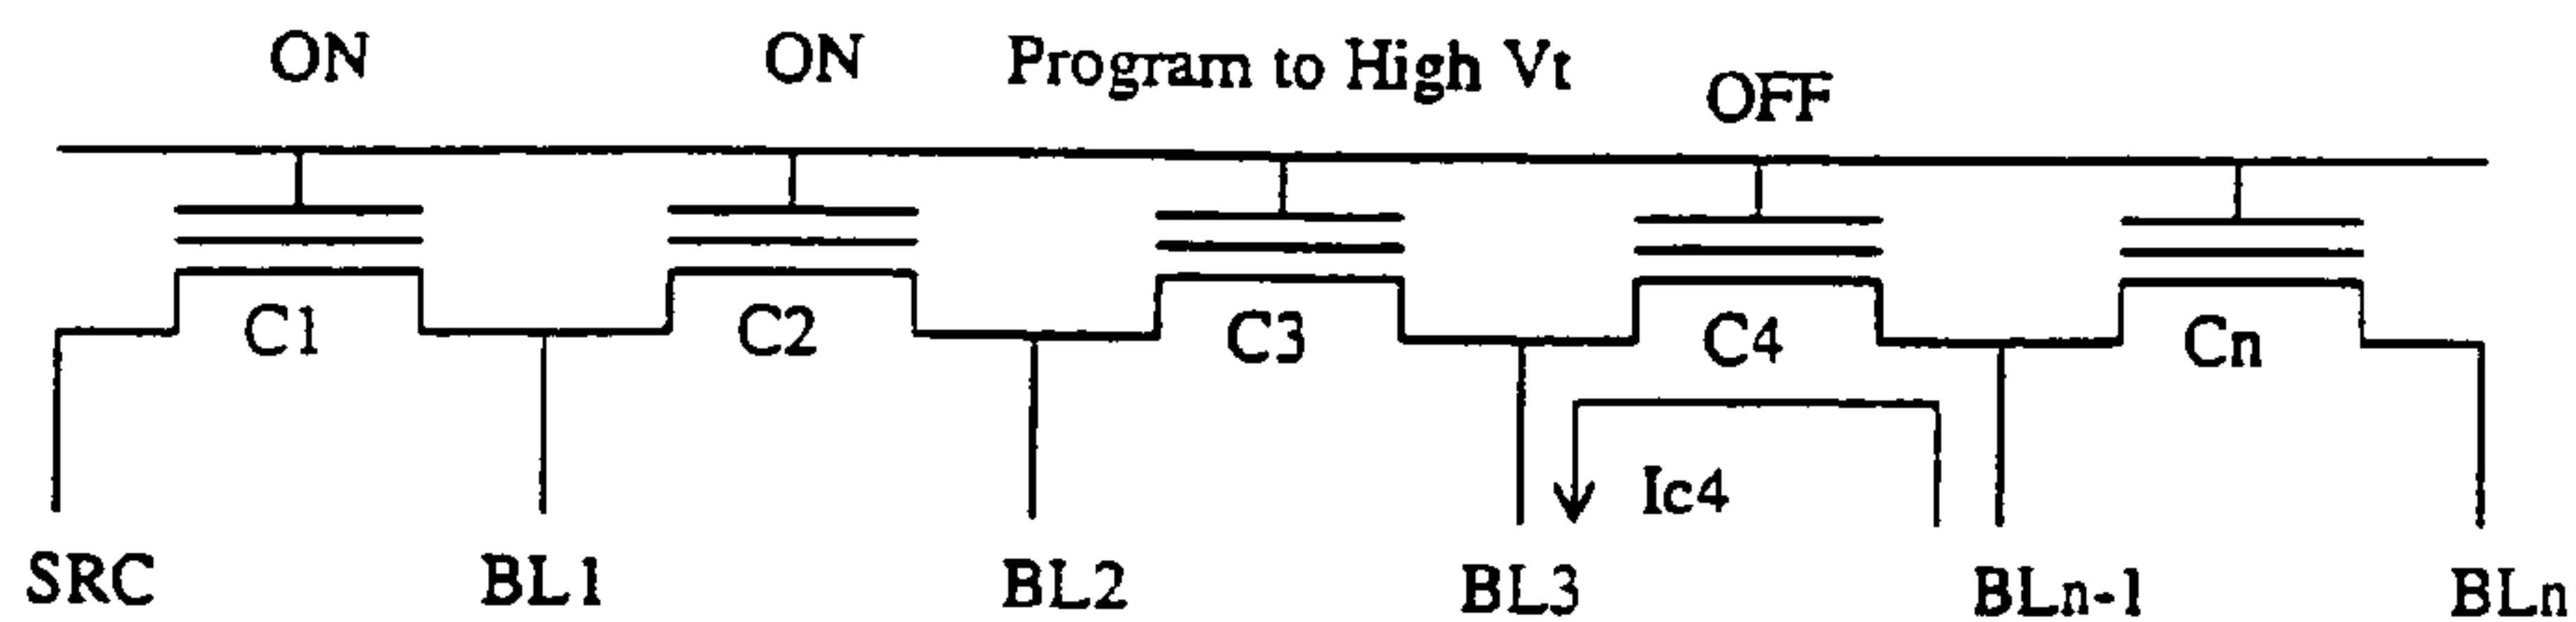 ON ON Program to High Vt OFF
C1 C2 C3 C4 Cn
Ic4
SRC BL1 BL2 BL3 BLn-1 BLn